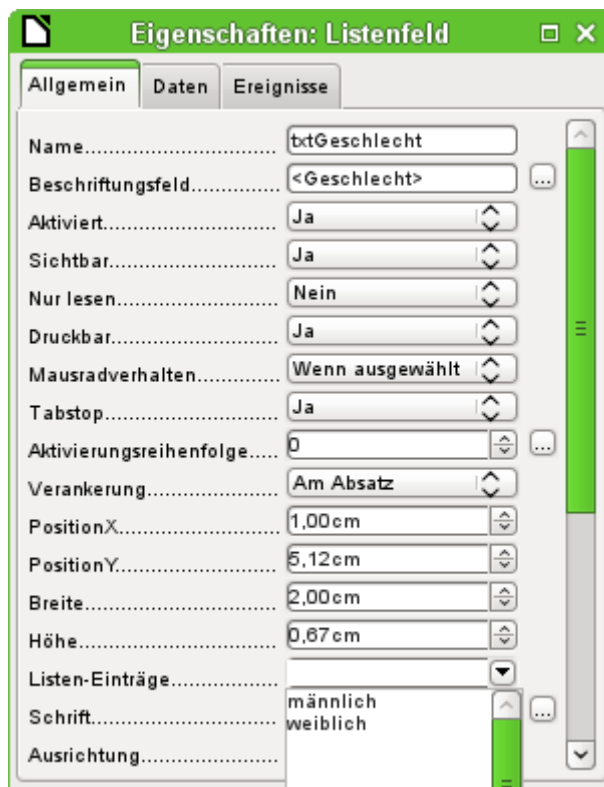 Eigenschaften: Listenfeld
Allgemein Daten Ereignisse
Name........................ txtGeschlecht
Beschriftungsfeld............ <Geschlecht> ...
Aktiviert........................ Ja
Sichtbar........................ Ja
Nur lesen........................ Nein
Druckbar........................ Ja
Mausradverhalten............ Wenn ausgewählt
Tabstop........................ Ja
Aktivierungsreihenfolge..... 0 ...
Verankerung.................. Am Absatz
PositionX........................ 1,00cm
PositionY........................ 5,12cm
Breite........................ 2,00cm
Höhe........................ 0,67cm
Listen-Einträge................
männlich
Schrift........................ ...
weiblich
Ausrichtung....................